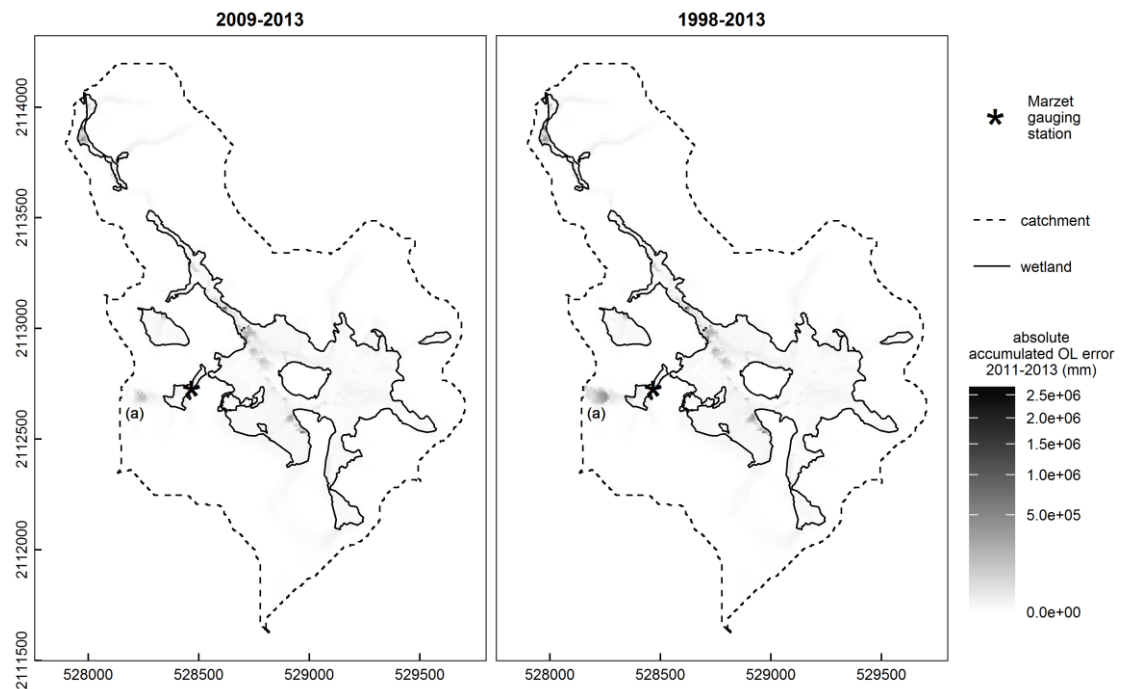 2009-2013
1998-2013
2114000
2113500
2113000
2112500
2112000
2111500
(a)
(a)
528000
528500
529000
529500
528000
528500
529000
529500
*
Marzet
gauging
station
catchment
wetland
absolute
accumulated OL error
2011-2013 (mm)
2.5e+06
2.0e+06
1.5e+06
1.0e+06
5.0e+05
0.0e+00